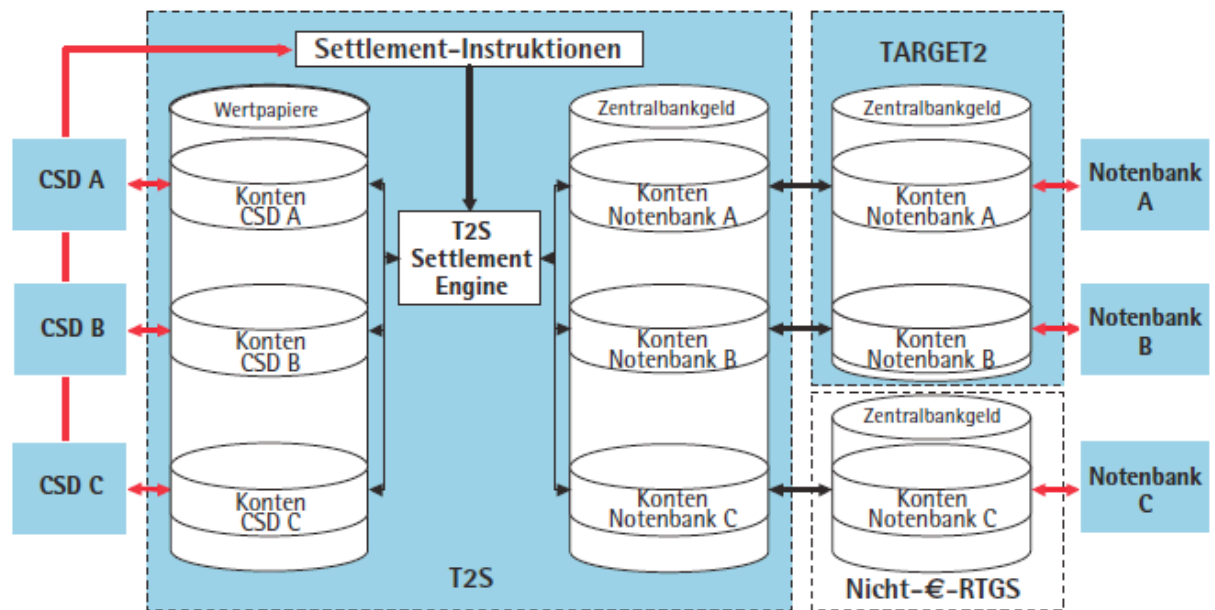 Settlement-Instruktionen
TARGET2
Wertpapiere
Zentralbankgeld
Zentralbankgeld
CSD A
Konten
CSD A
Konten
Notenbank A
Konten
Notenbank A
Notenbank
A
T2S
Settlement
Engine
CSD B
Konten
CSD B
Konten
Notenbank B
Konten
Notenbank B
Notenbank
B
Zentralbankgeld
CSD C
Konten
CSD C
Konten
Notenbank C
Konten
Notenbank C
Notenbank
C
T2S
Nicht-€-RTGS